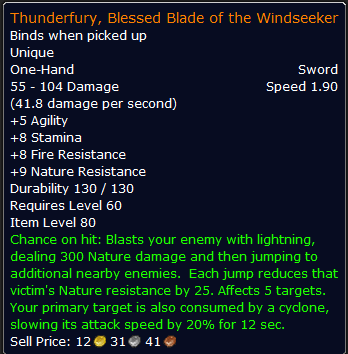 Thunderfury, Blessed Blade of the Windseeker
Binds when picked up
Unique
One-Hand Sword
55 - 104 Damage Speed 1.90
(41.8 damage per second)
+5 Agility
+8 Stamina
+8 Fire Resistance
+9 Nature Resistance
Durability 130 / 130
Requires Level 60
Item Level 80
Chance on hit: Blasts your enemy with lightning,
dealing 300 Nature damage and then jumping to
additional nearby enemies. Each jump reduces that
victim's Nature resistance by 25. Affects 5 targets.
Your primary target is also consumed by a cyclone,
slowing its attack speed by 20% for 12 sec.
Sell Price: 12 31 41